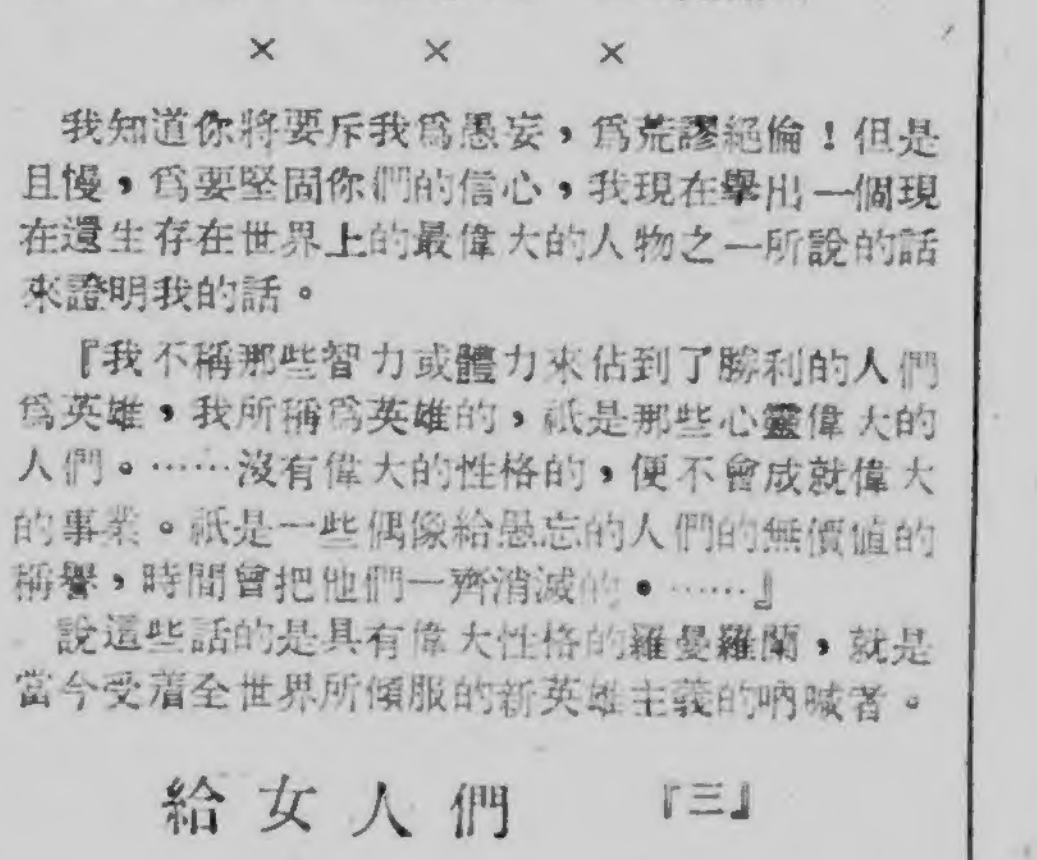 × × ×
我知道你將要斥我爲愚妄，爲荒謬絕倫！但是
且慢，爲要堅固你們的信心，我現在舉出一個現
在還生存在世界上的最偉大的人物之一所說的話
來證明我的話。
『我不稱那些智力或體力來佔到了勝利的人們
爲英雄，我所稱爲英雄的，祇是那些心靈偉大的
人們。……沒有偉大的性格的，便不會成就偉大
的事業。祇是一些偶像給愚忘的人們的無價值的
稱譽，時間會把他們一齊消滅的。……』
說這些話的是具有偉大性格的羅曼羅蘭，就是
當今受着全世界所傾服的新英雄主義的吶喊者。
給女人們 『三』